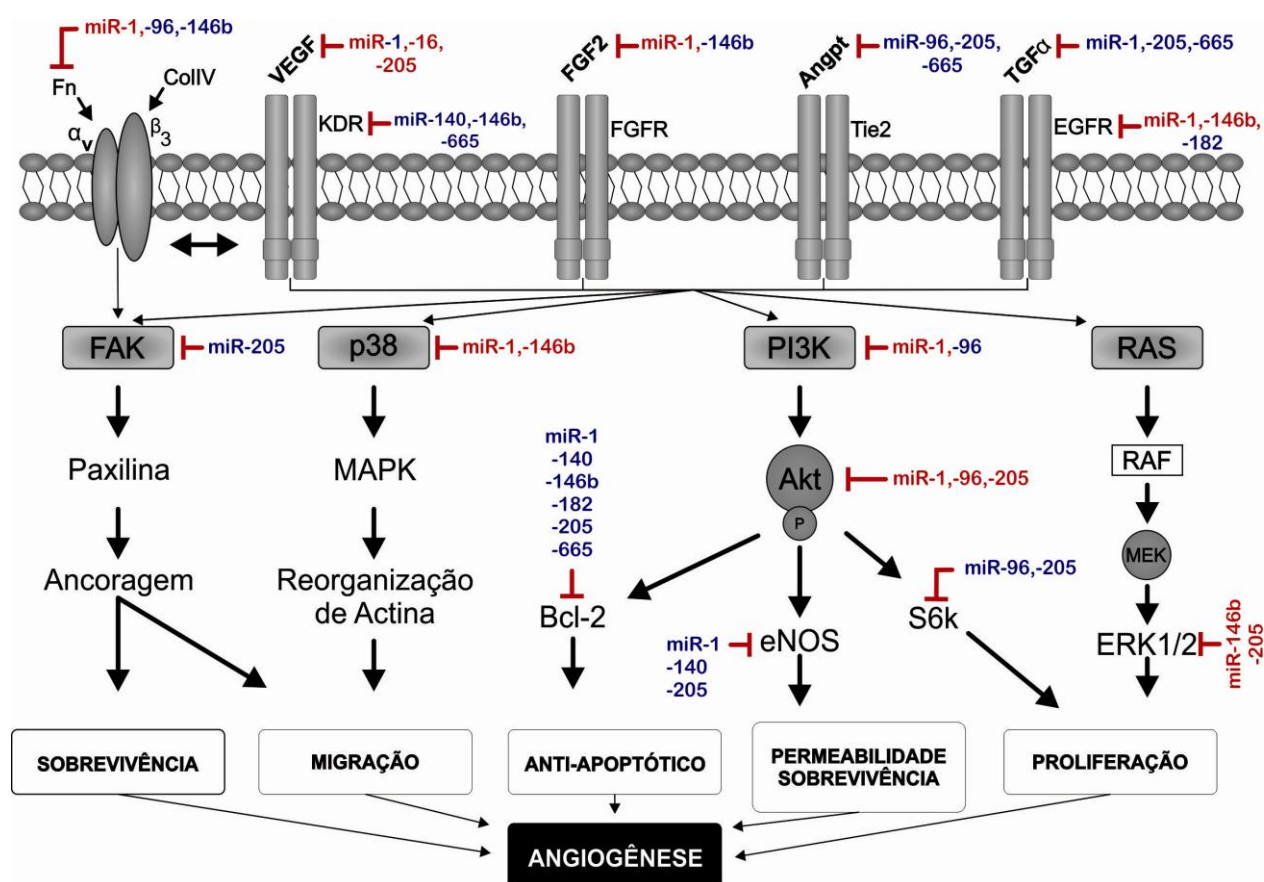 miR-1,-96,-146b
Fn
ColIV
αv
β3
VEGF
miR-1,-16,
-205
KDR
miR-140,-146b,
-665
FGF2
miR-1,-146b
FGFR
Angpt
miR-96,-205,
-665
Tie2
TGFα
miR-1,-205,-665
EGFR
miR-1,-146b,
-182
FAK
miR-205
p38
miR-1,-146b
PI3K
miR-1,-96
RAS
Paxilina
MAPK
miR-1
-140
-146b
-182
-205
-665
Akt
P
miR-1,-96,-205
RAF
MEK
Ancoragem
Reorganização
de Actina
Bcl-2
miR-1
-140
-205
eNOS
miR-96,-205
S6k
ERK1/2
miR-146b
-205
SOBREVIVÊNCIA
MIGRAÇÃO
ANTI-APOPTÓTICO
PERMEABILIDADE
SOBREVIVÊNCIA
PROLIFERAÇÃO
ANGIOGÊNESE